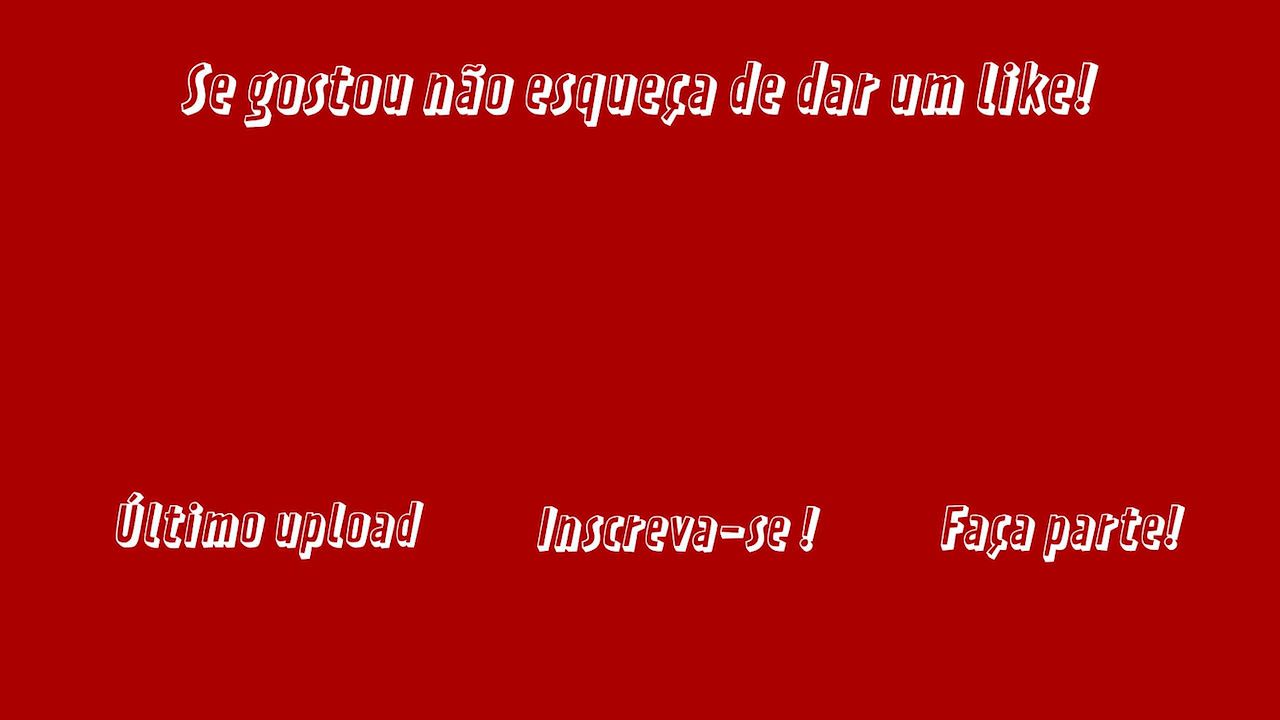 Se gostou não esqueça de dar um like!
Último upload
Inscreva-se !
Faça parte!